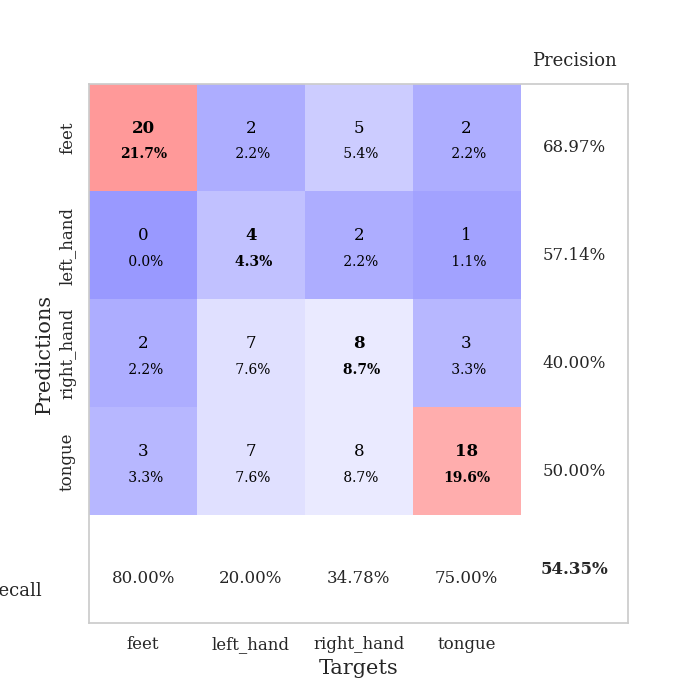 Precision
feet
20 2 5 2 68.97%
21.7% 2.2% 5.4% 2.2%
left_hand
0 4 2 1 57.14%
0.0% 4.3% 2.2% 1.1%
Predictions
right_hand
2 7 8 3 40.00%
2.2% 7.6% 8.7% 3.3%
tongue
3 7 8 18 50.00%
3.3% 7.6% 8.7% 19.6%
ecall 80.00% 20.00% 34.78% 75.00% 54.35%
feet left_hand right_hand tongue
Targets